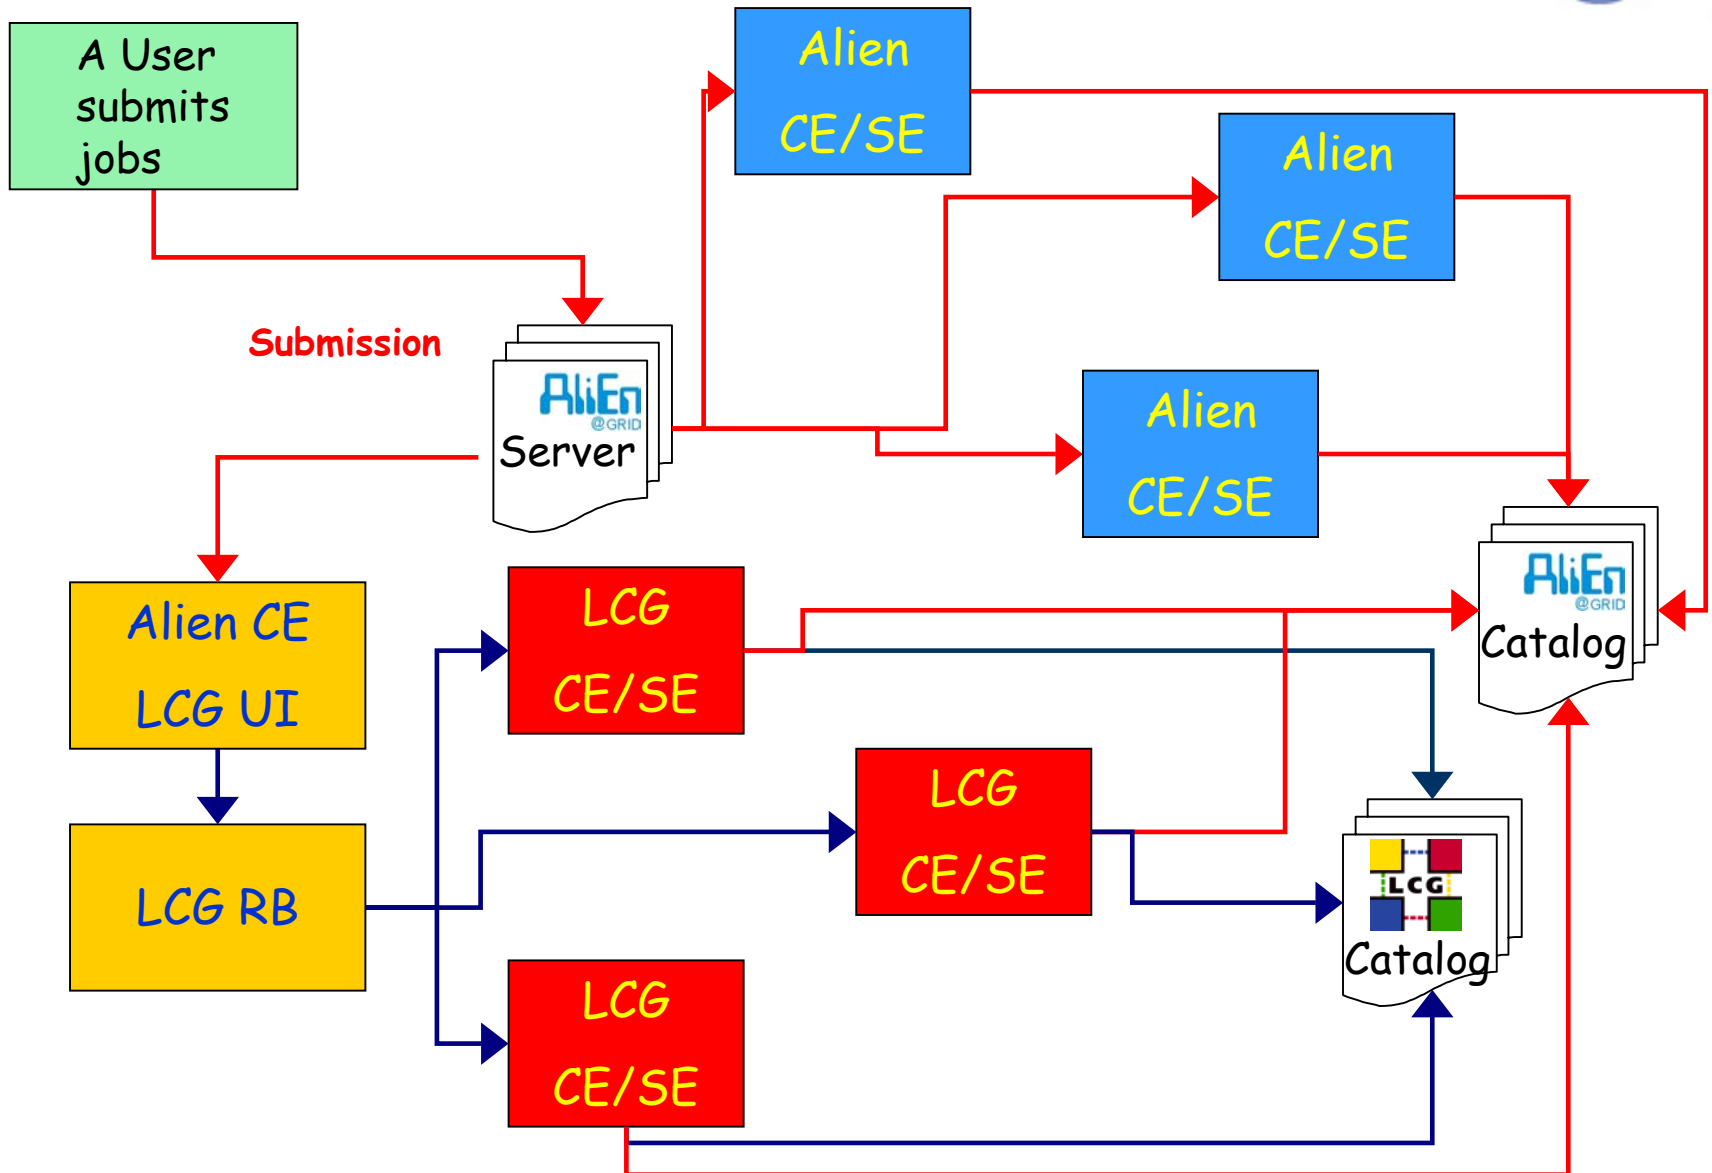 A User
submits
jobs
Alien
CE/SE
Alien
CE/SE
Submission
AliEn
@GRID
Server
Alien
CE/SE
AliEn
@GRID
Catalog
Alien CE
LCG UI
LCG
CE/SE
LCG
CE/SE
LCG RB
LCG
Catalog
LCG
CE/SE